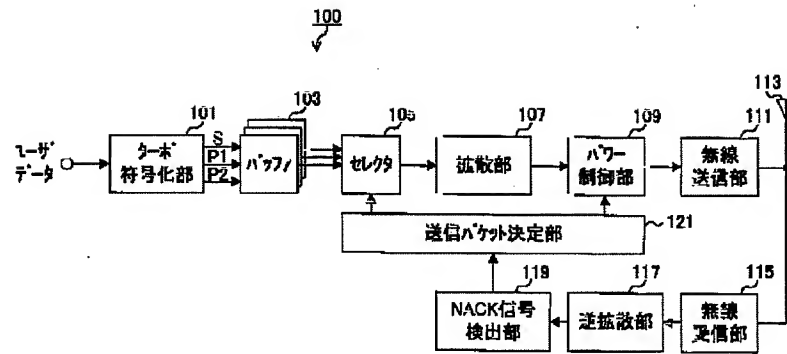 100
113
101
103
105
107
109
111
ユーザ
データ
ターボ
符号化部
S
P1
P2
バッファ
セレクタ
拡散部
パワー
制御部
無線
送信部
送信パケット決定部
121
119
117
115
NACK信号
検出部
逆拡散部
無線
受信部